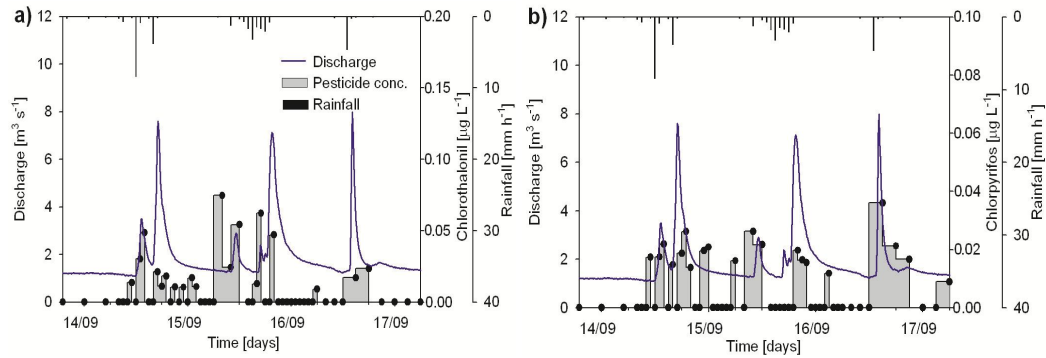 a)
12
10
8
6
4
2
0
Discharge [m³ s⁻¹]
Discharge
Pesticide conc.
Rainfall
0.20
0.15
0.10
0.05
0.00
Chlorothalonil [µg L⁻¹]
0
10
20
30
40
Rainfall [mm h⁻¹]
14/09 15/09 16/09 17/09
Time [days]
b)
12
10
8
6
4
2
0
Discharge [m³ s⁻¹]
0.10
0.08
0.06
0.04
0.02
0.00
Chlorpyrifos [µg L⁻¹]
0
10
20
30
40
Rainfall [mm h⁻¹]
14/09 15/09 16/09 17/09
Time [days]